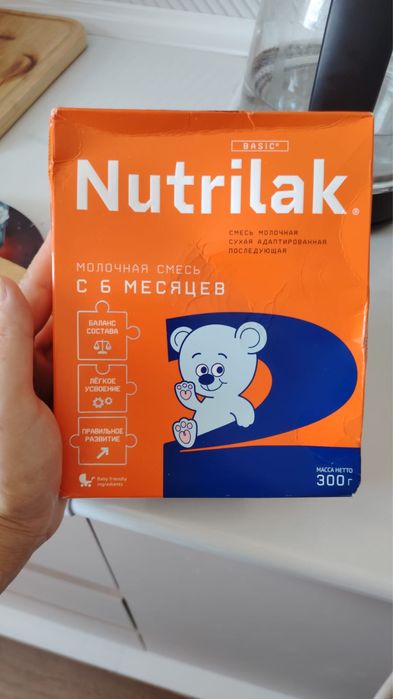 BASIC®
Nutrilak®
СМЕСЬ МОЛОЧНАЯ
СУХАЯ АДАПТИРОВАННАЯ
ПОСЛЕДУЮЩАЯ
МОЛОЧНАЯ СМЕСЬ
С 6 МЕСЯЦЕВ
БАЛАНС
СОСТАВА
ЛЁГКОЕ
УСВОЕНИЕ
ПРАВИЛЬНОЕ
РАЗВИТИЕ
2
Baby friendly
ingredients
МАССА НЕТТО
300 г